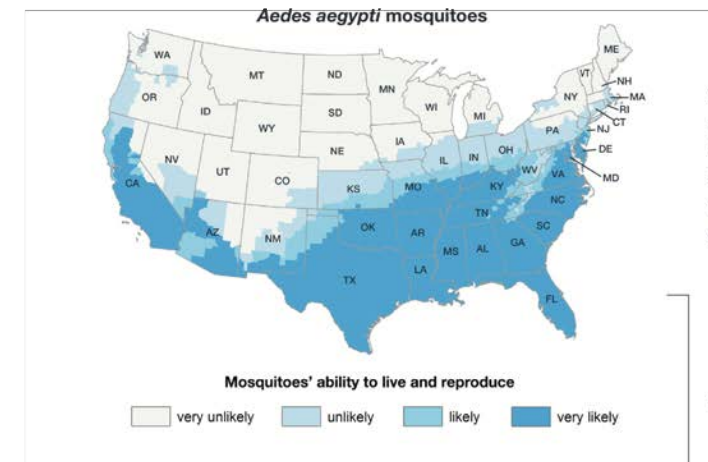 Aedes aegypti mosquitoes
WA
MT
ND
MN
ME
VT
NH
OR
ID
SD
WI
MI
NY
MA
RI
CT
WY
IA
PA
NJ
NE
OH
DE
NV
UT
IL
IN
CO
WV
MD
CA
KS
MO
KY
VA
NC
AZ
NM
OK
AR
TN
SC
MS
AL
GA
TX
LA
FL
Mosquitoes' ability to live and reproduce
very unlikely
unlikely
likely
very likely